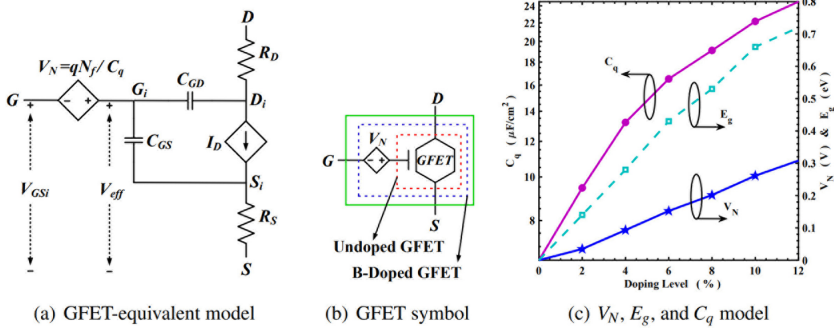 D
R_D
V_N=qN_f/C_q
G_i
C_GD
D_i
G
+
-
+
+
+
C_GS
I_D
V_GSi
V_eff
S_i
R_S
-
-
S
(a) GFET-equivalent model
D
V_N
G
- +
GFET
S
Undoped GFET
B-Doped GFET
(b) GFET symbol
24
22
20
18
16
14
12
10
8
C_q ( μF/cm^2 )
C_q
E_g
V_N
0.8
0.7
0.6
0.5
0.4
0.3
0.2
0.1
0
V_N (V) & E_g (eV)
0 2 4 6 8 10 12
Doping Level ( % )
(c) V_N, E_g, and C_q model